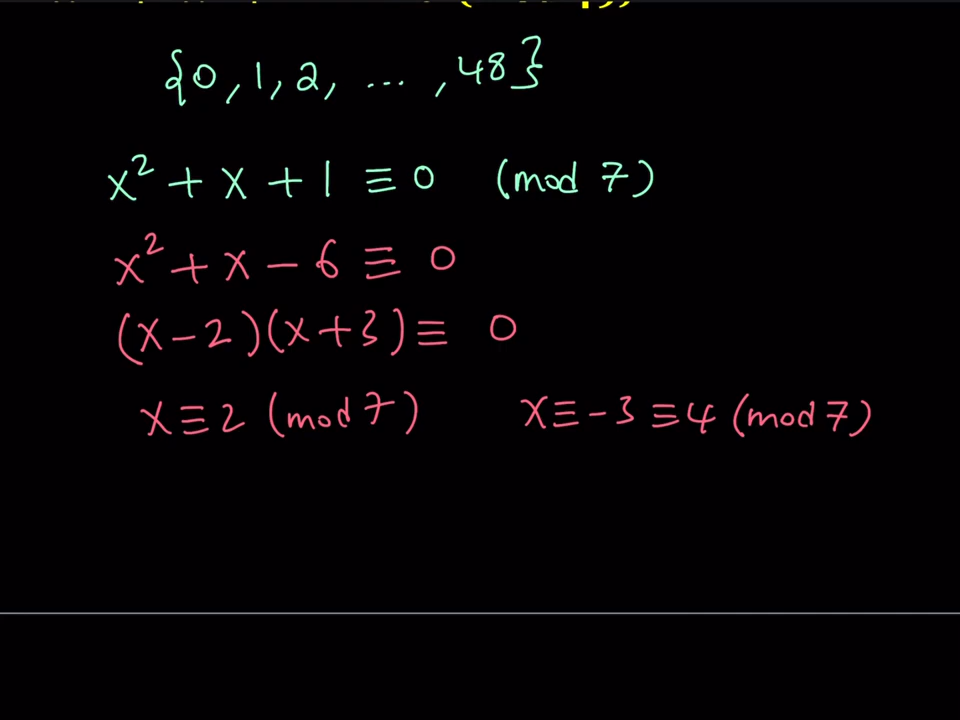 {0, 1, 2, ..., 48}
x² + x + 1 ≡ 0 (mod 7)
x² + x - 6 ≡ 0
(x-2)(x+3) ≡ 0
x ≡ 2 (mod 7) x ≡ -3 ≡ 4 (mod 7)